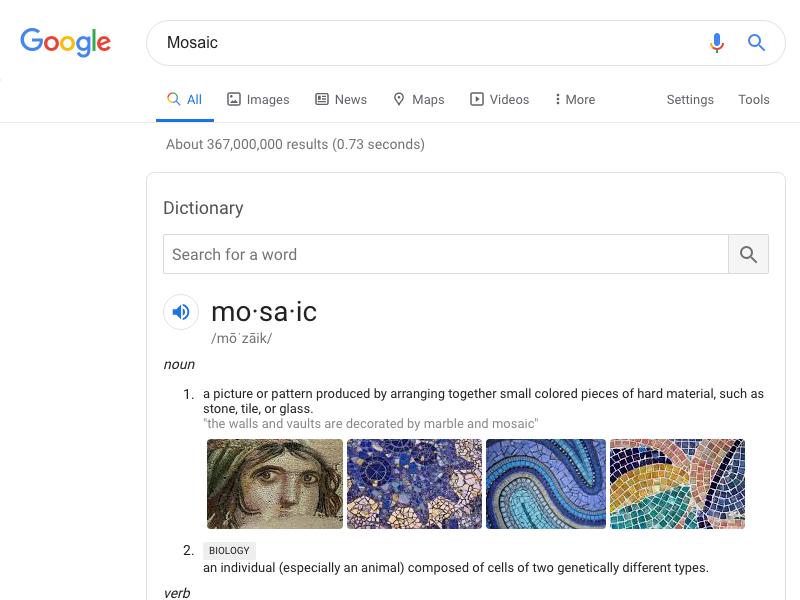 Google
Mosaic
All Images News Maps Videos More Settings Tools
About 367,000,000 results (0.73 seconds)
Dictionary
Search for a word
mo·sa·ic
/mōˈzāik/
noun
1. a picture or pattern produced by arranging together small colored pieces of hard material, such as
stone, tile, or glass.
"the walls and vaults are decorated by marble and mosaic"
2. BIOLOGY
an individual (especially an animal) composed of cells of two genetically different types.
verb